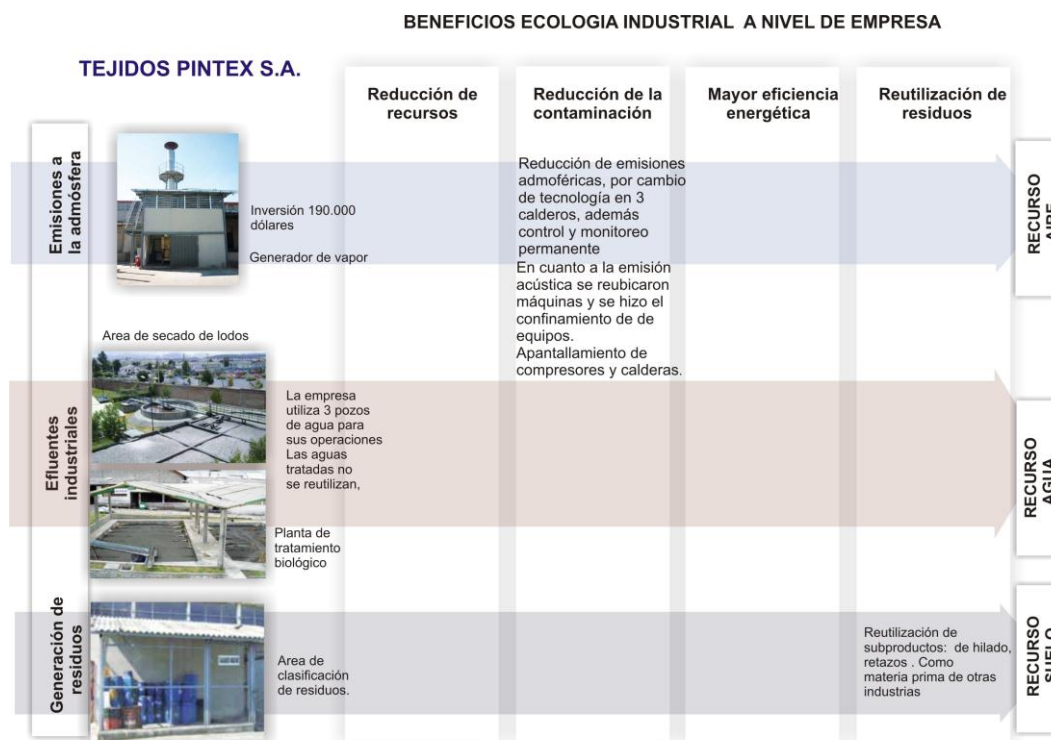 BENEFICIOS ECOLOGIA INDUSTRIAL A NIVEL DE EMPRESA
TEJIDOS PINTEX S.A.
Reducción de
recursos
Reducción de la
contaminación
Mayor eficiencia
energética
Reutilización de
residuos
Emisiones a
la admósfera
Inversión 190.000
dólares
Generador de vapor
Reducción de emisiones
admoféricas, por cambio
de tecnología en 3
calderos, además
control y monitoreo
permanente
En cuanto a la emisión
acústica se reubicaron
máquinas y se hizo el
confinamiento de de
equipos.
Apantallamiento de
compresores y calderas.
RECURSO
AIRE
Area de secado de lodos
Efluentes
industriales
La empresa
utiliza 3 pozos
de agua para
sus operaciones
Las aguas
tratadas no
se reutilizan,
Planta de
tratamiento
biológico
RECURSO
AGUA
Generación de
residuos
Area de
clasificación
de residuos.
Reutilización de
subproductos: de hilado,
retazos . Como
materia prima de otras
industrias
RECURSO
SUELO